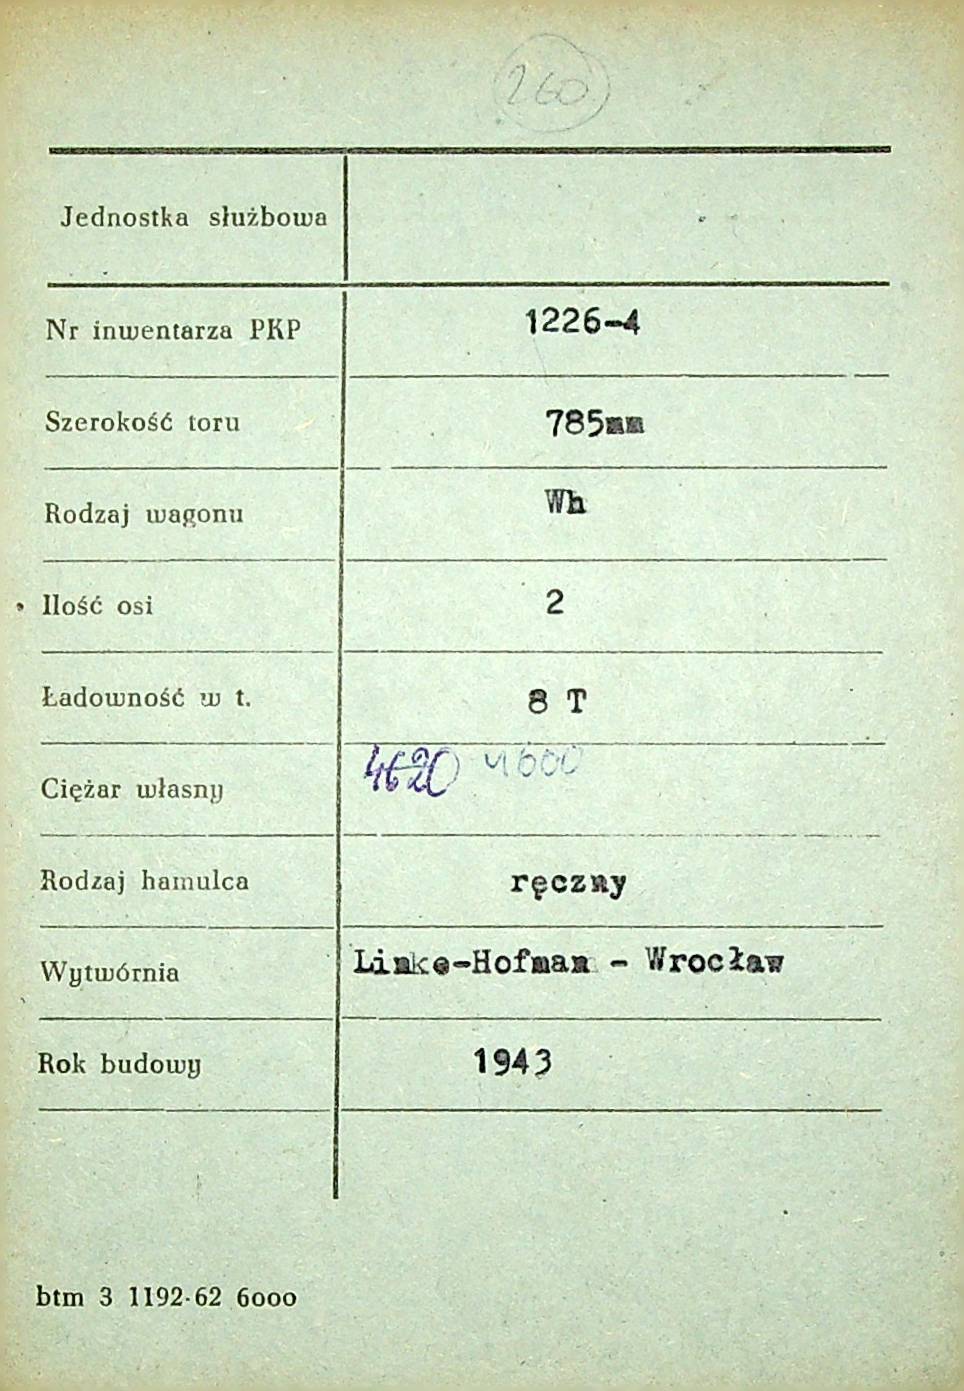 260
Jednostka służbowa
Nr inwentarza PKP 1226-4
Szerokość toru 785mm
Rodzaj wagonu Wh
Ilość osi 2
Ładowność w t. 8 T
Ciężar własny 4620 4600
Rodzaj hamulca ręczny
Wytwórnia Linke-Hofman - Wrocław
Rok budowy 1943
btm 3 1192-62 6000